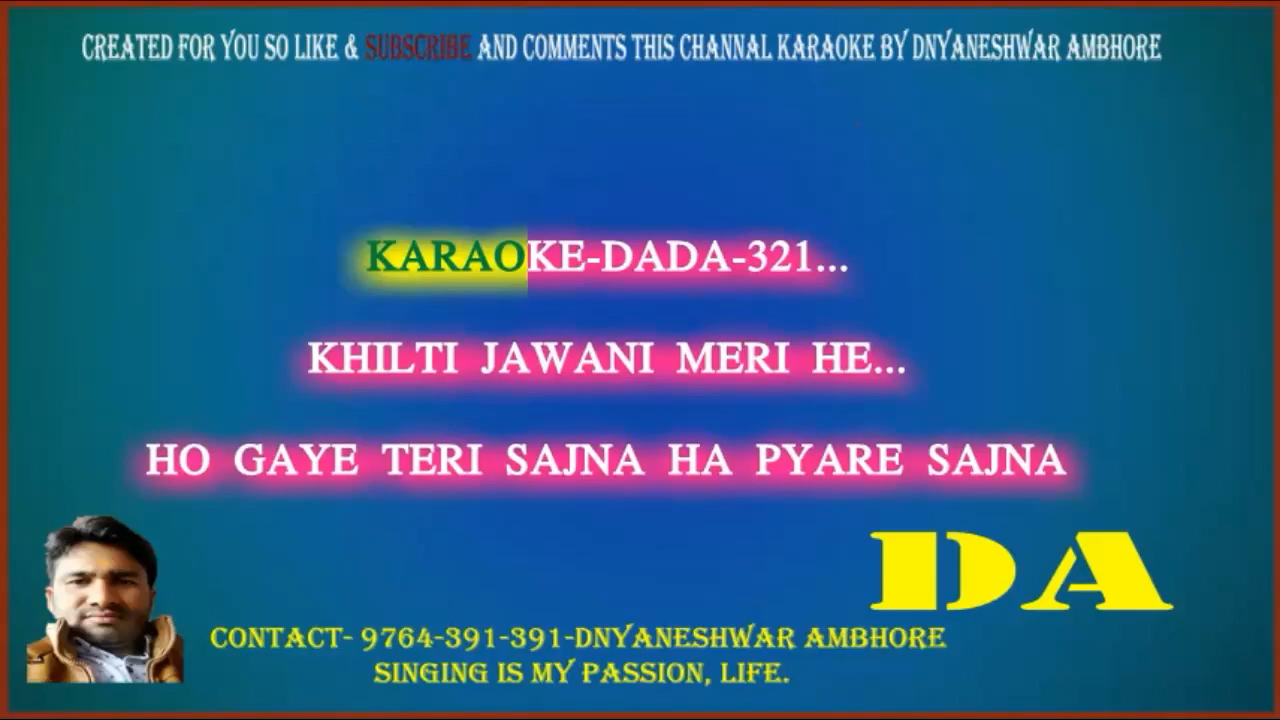 CREATED FOR YOU SO LIKE & SUBSCRIBE AND COMMENTS THIS CHANNAL KARAOKE BY DNYANESHWAR AMBHORE
KARAOKE-DADA-321...
KHILTI JAWANI MERI HE...
HO GAYE TERI SAJNA HA PYARE SAJNA
DA
CONTACT- 9764-391-391-DNYANESHWAR AMBHORE
SINGING IS MY PASSION, LIFE.